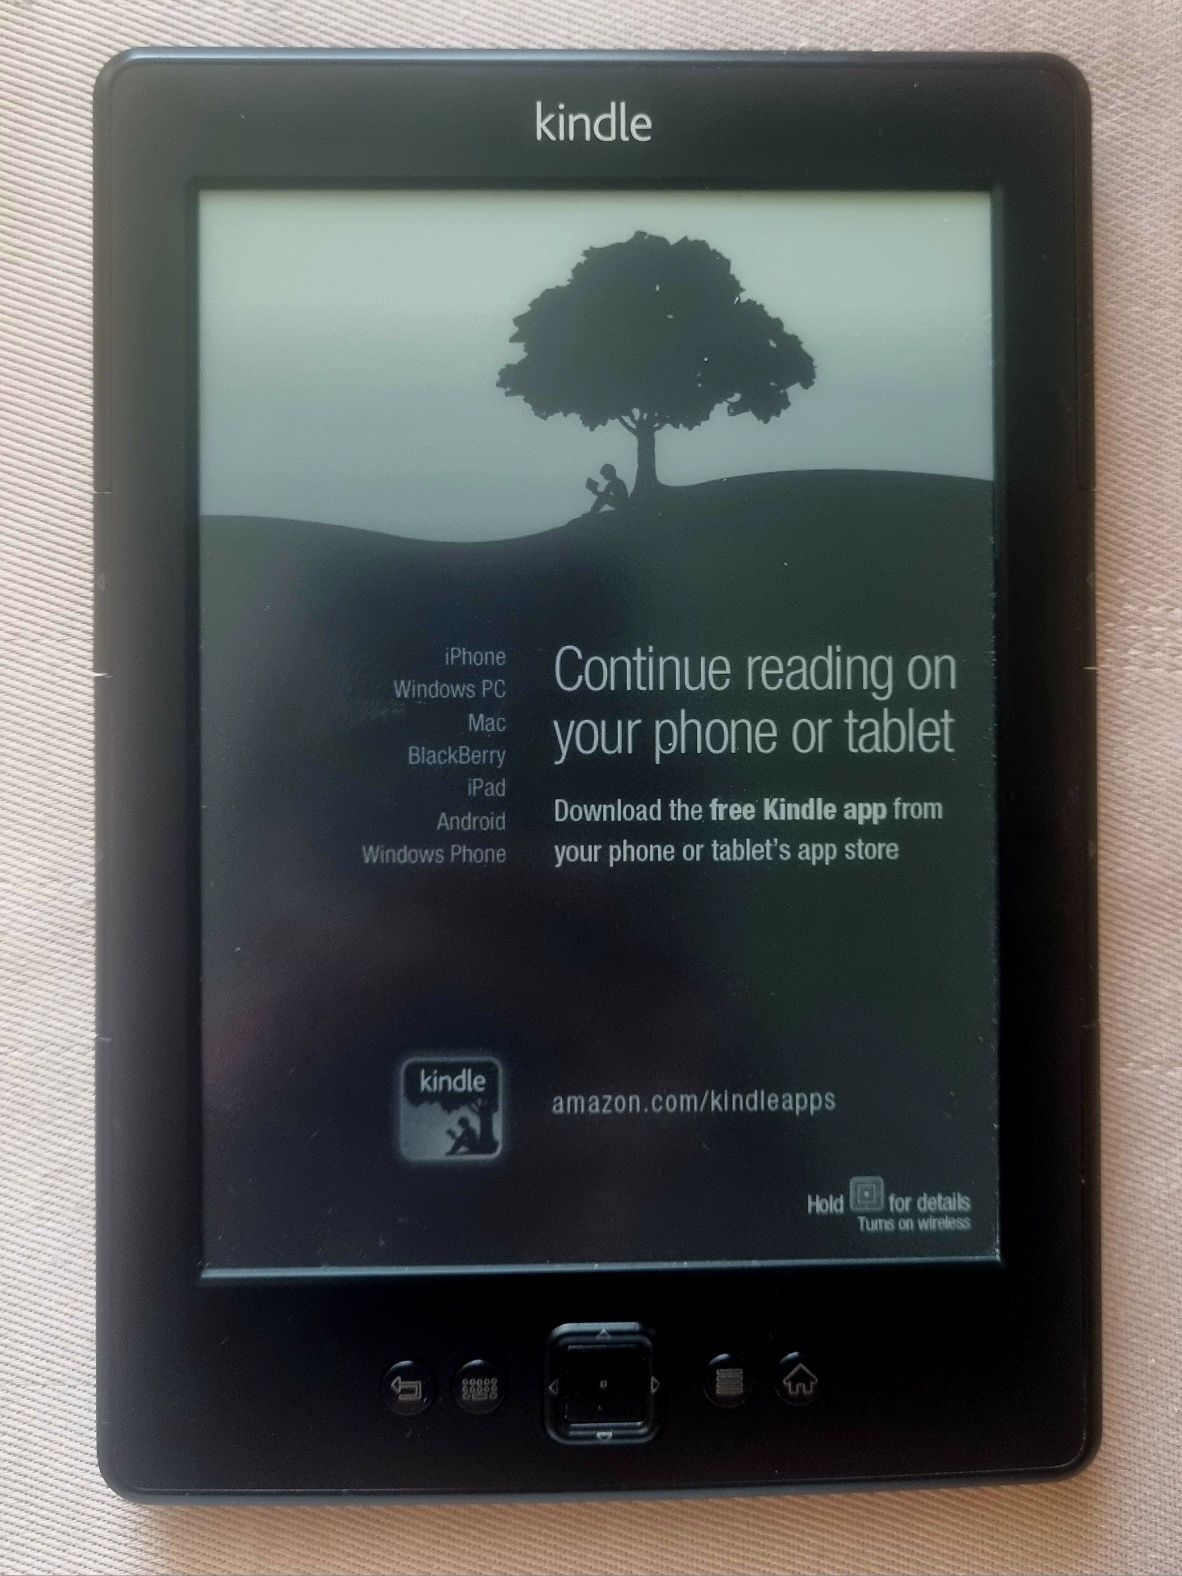 kindle
iPhone
Windows PC
Mac
BlackBerry
iPad
Android
Windows Phone
Continue reading on
your phone or tablet
Download the free Kindle app from
your phone or tablet's app store
kindle
amazon.com/kindleapps
Hold for details
Turns on wireless